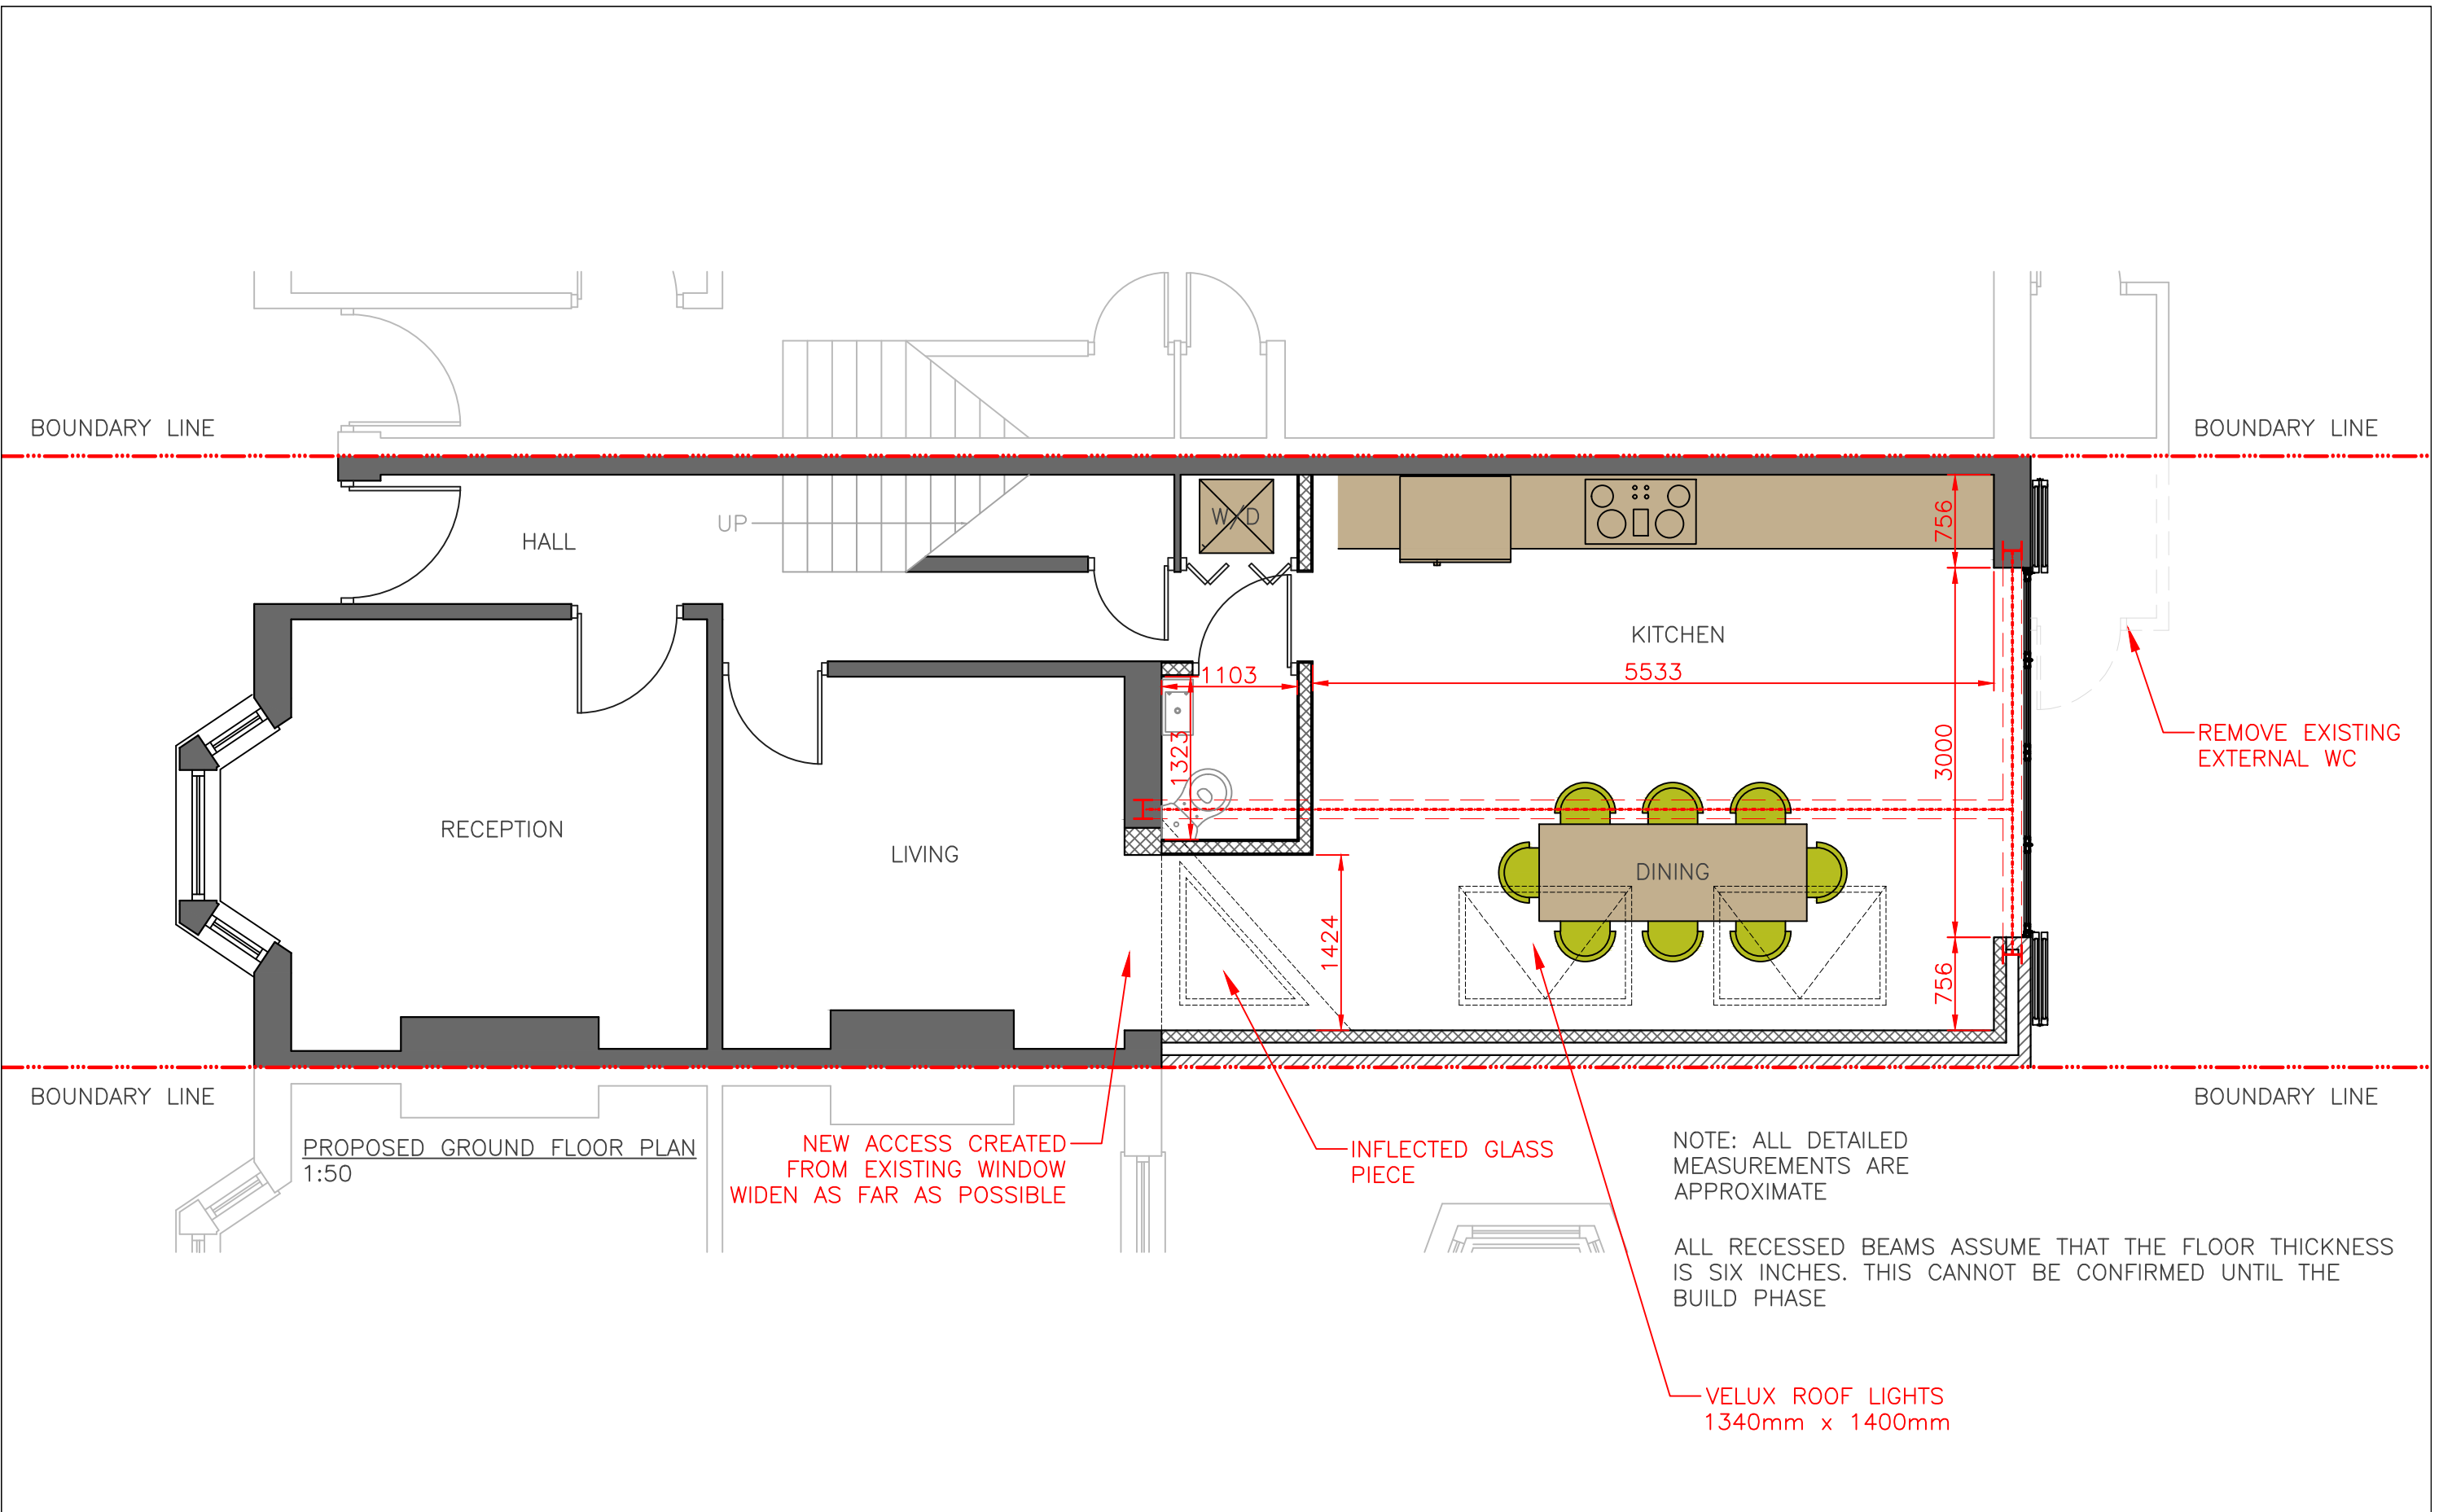 BOUNDARY LINE
BOUNDARY LINE
UP
W/D
HALL
756
KITCHEN
1103
5533
REMOVE EXISTING
EXTERNAL WC
1323
3000
RECEPTION
LIVING
DINING
1424
756
BOUNDARY LINE
BOUNDARY LINE
PROPOSED GROUND FLOOR PLAN
1:50
NEW ACCESS CREATED
FROM EXISTING WINDOW
WIDEN AS FAR AS POSSIBLE
INFLECTED GLASS
PIECE
NOTE: ALL DETAILED
MEASUREMENTS ARE
APPROXIMATE
ALL RECESSED BEAMS ASSUME THAT THE FLOOR THICKNESS
IS SIX INCHES. THIS CANNOT BE CONFIRMED UNTIL THE
BUILD PHASE
VELUX ROOF LIGHTS
1340mm x 1400mm